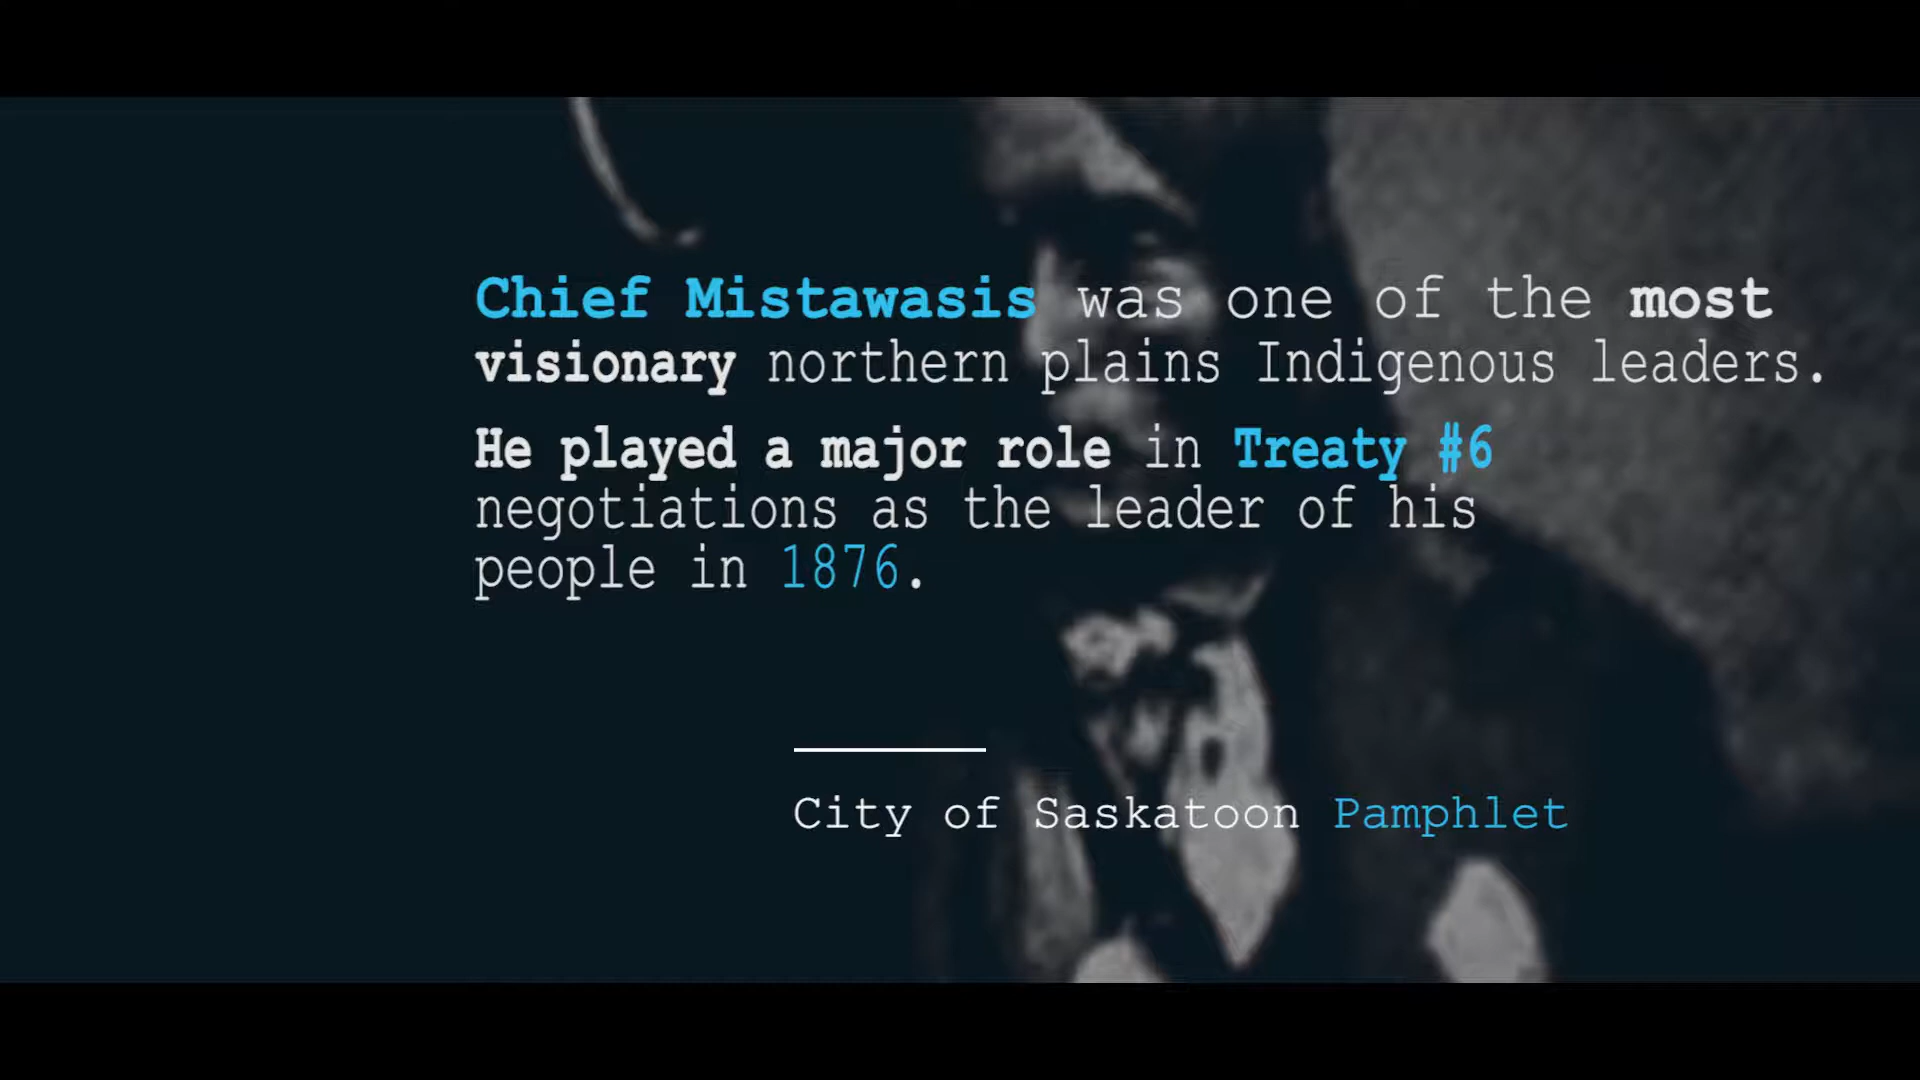 Chief Mistawasis was one of the most
visionary northern plains Indigenous leaders.
He played a major role in Treaty #6
negotiations as the leader of his
people in 1876.
City of Saskatoon Pamphlet